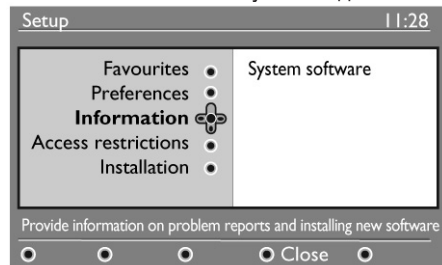 Setup 11:28
Favourites System software
Preferences
Information
Access restrictions
Installation
Provide information on problem reports and installing new software
Close